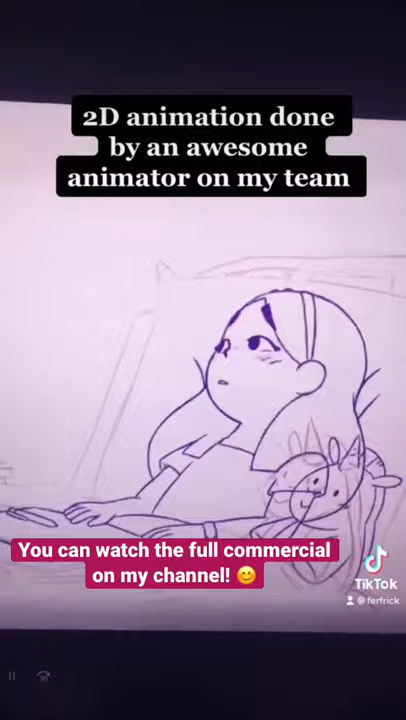 2D animation done
by an awesome
animator on my team
You can watch the full commercial
on my channel! 😊
TikTok
@ferfrick